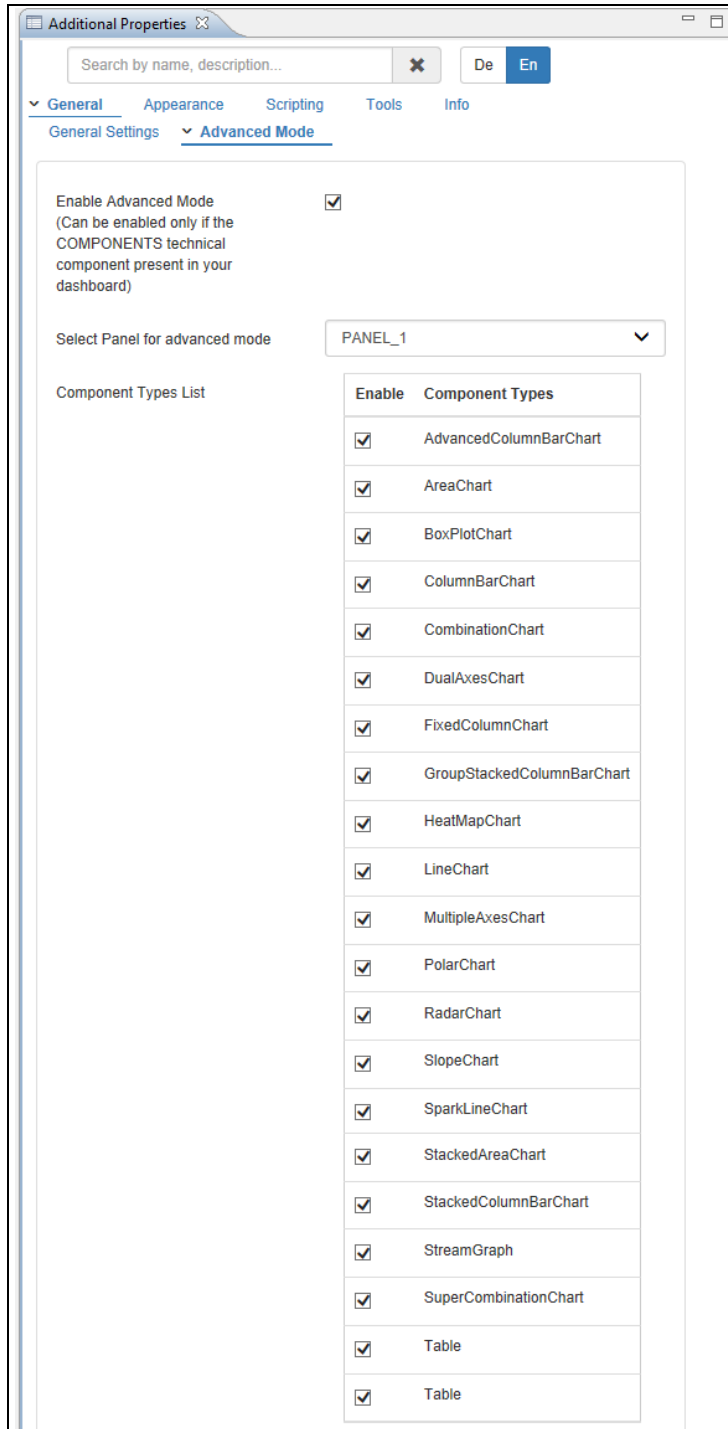 Additional Properties
Search by name, description...
De
En
General
Appearance
Scripting
Tools
Info
General Settings
Advanced Mode
Enable Advanced Mode
(Can be enabled only if the
COMPONENTS technical
component present in your
dashboard)
Select Panel for advanced mode
PANEL_1
Component Types List
Enable
Component Types
AdvancedColumnBarChart
AreaChart
BoxPlotChart
ColumnBarChart
CombinationChart
DualAxesChart
FixedColumnChart
GroupStackedColumnBarChart
HeatMapChart
LineChart
MultipleAxesChart
PolarChart
RadarChart
SlopeChart
SparkLineChart
StackedAreaChart
StackedColumnBarChart
StreamGraph
SuperCombinationChart
Table
Table